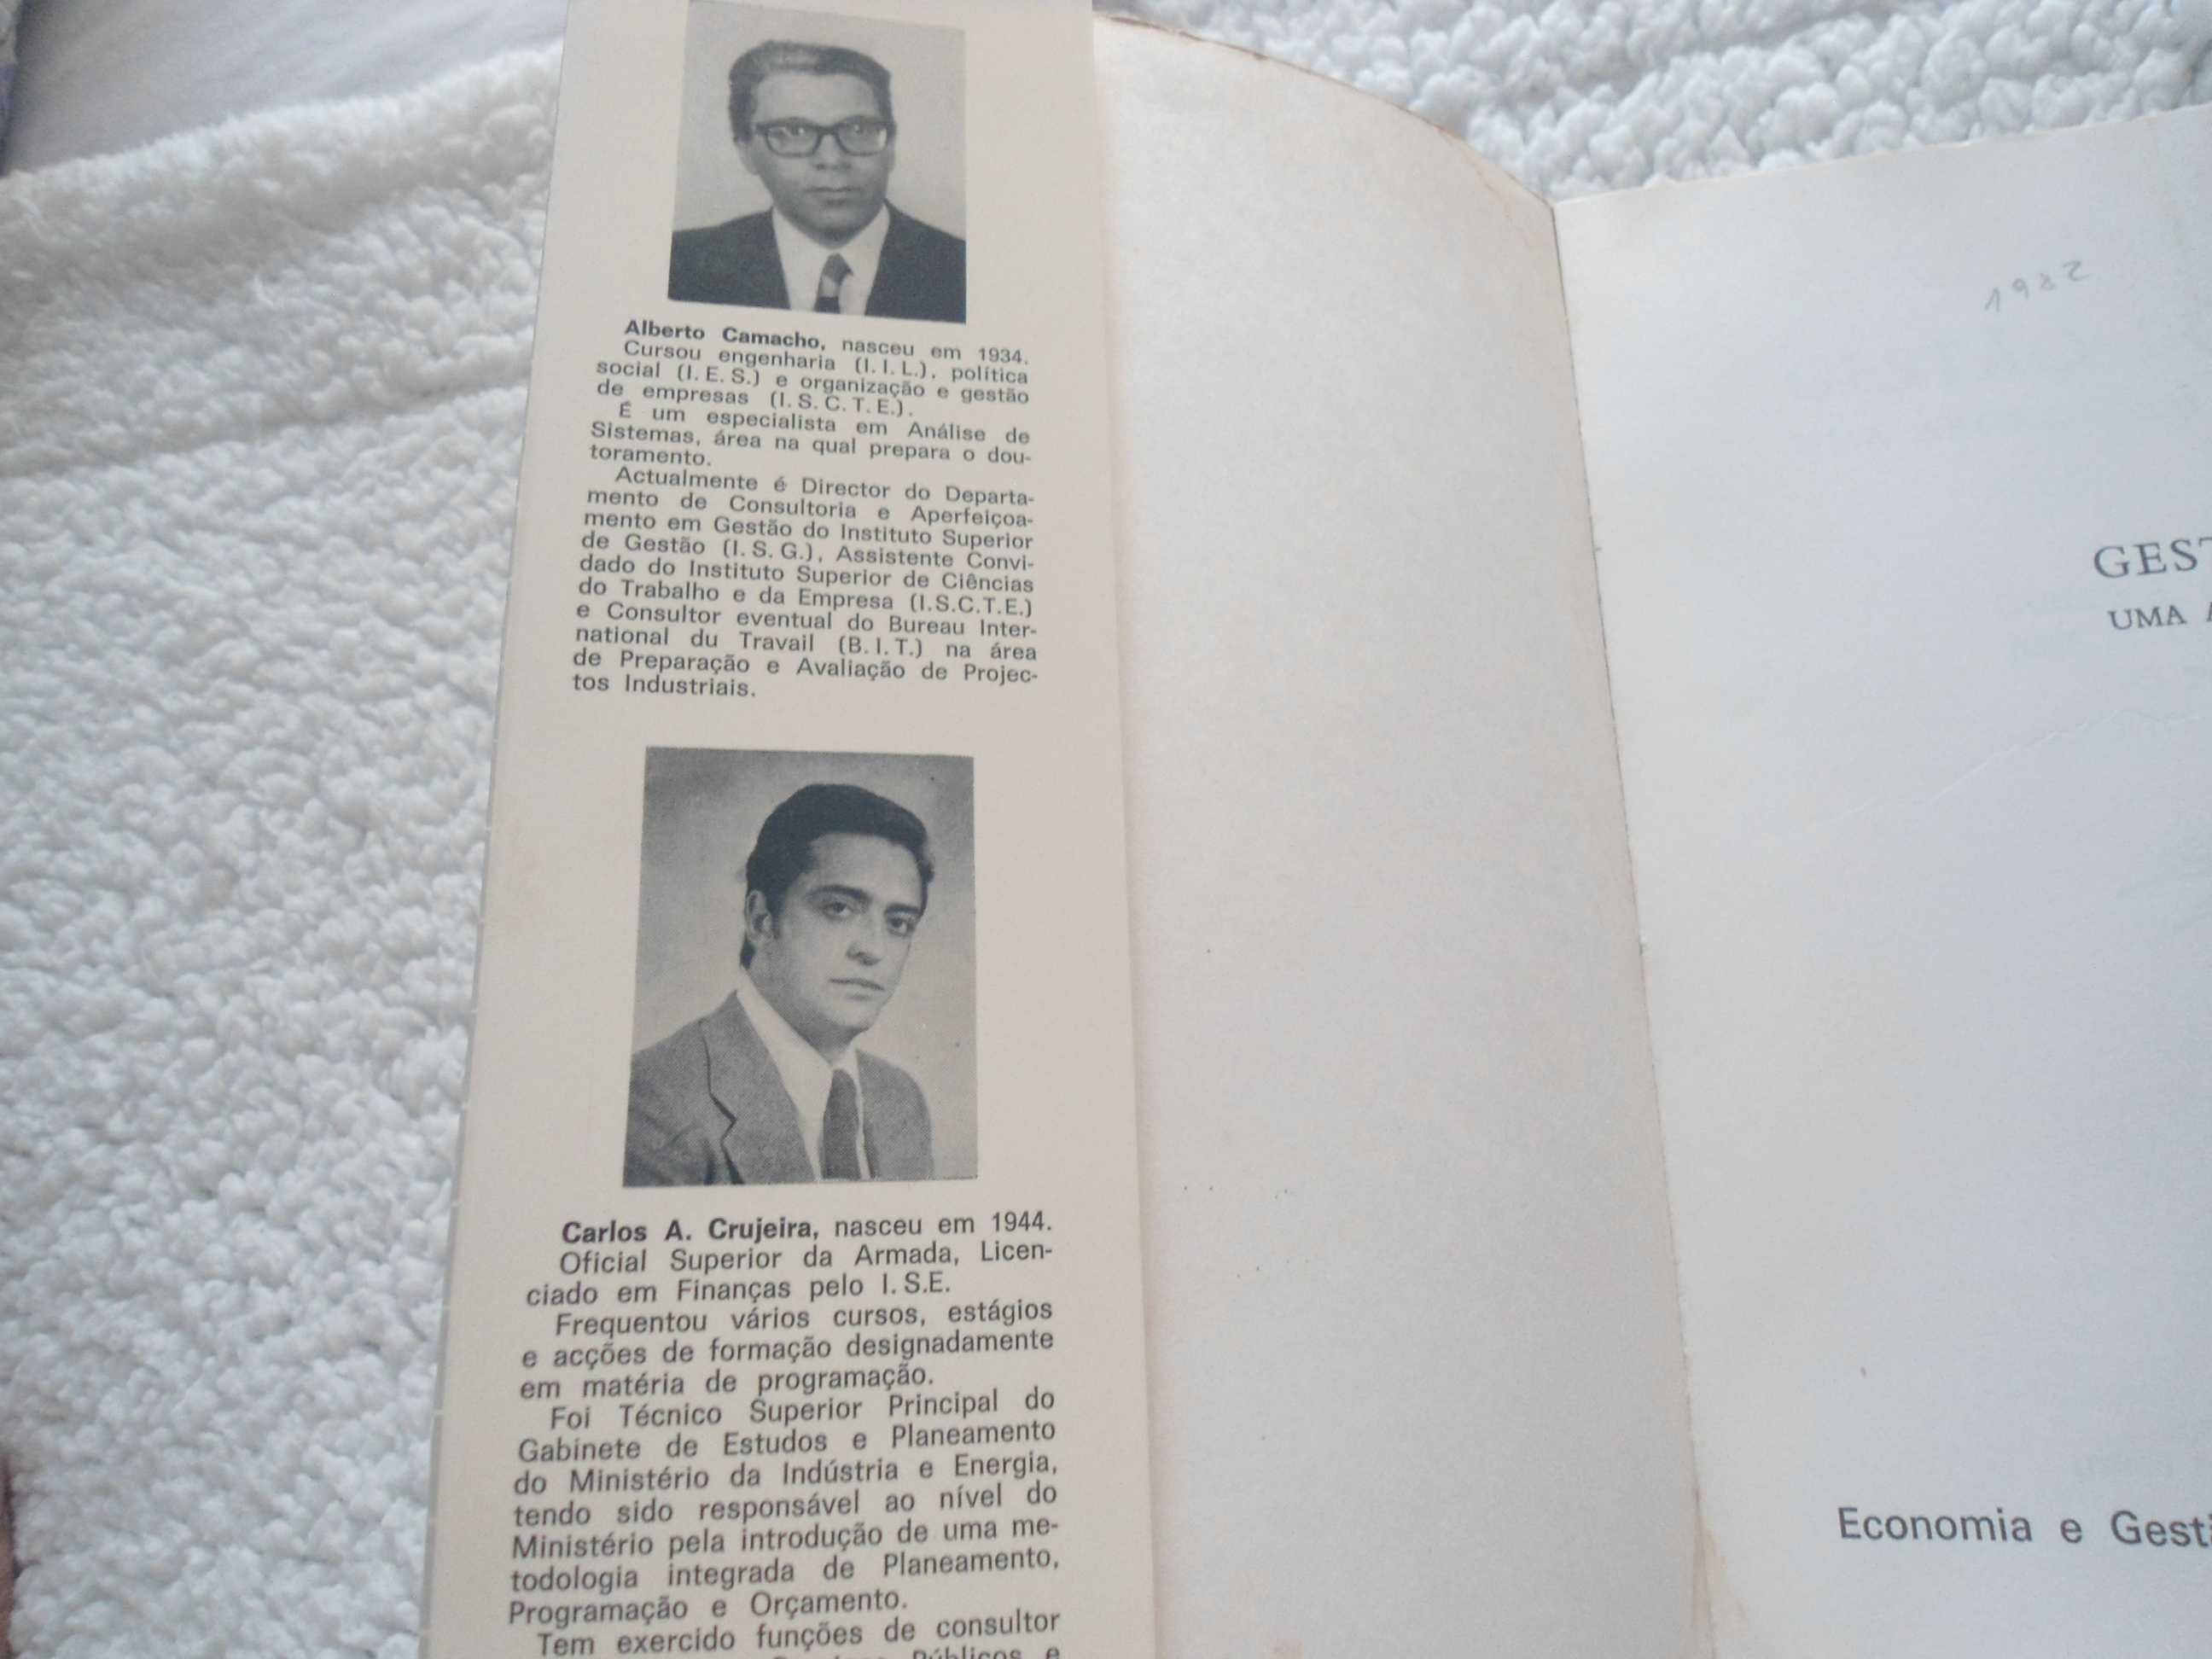 Alberto Camacho, nasceu em 1934.
Cursou engenharia (I. I. L.), política
social (I. E. S.) e organização e gestão
de empresas (I. S. C. T. E.).
É um especialista em Análise de
Sistemas, área na qual prepara o dou-
toramento.
Actualmente é Director do Departa-
mento de Consultoria e Aperfeiçoa-
mento em Gestão do Instituto Superior
de Gestão (I. S. G.), Assistente Convi-
dado do Instituto Superior de Ciências
do Trabalho e da Empresa (I.S.C.T.E.)
e Consultor eventual do Bureau Inter-
national du Travail (B. I. T.) na área
de Preparação e Avaliação de Projec-
tos Industriais.
Carlos A. Crujeira, nasceu em 1944.
Oficial Superior da Armada, Licen-
ciado em Finanças pelo I. S.E.
Frequentou vários cursos, estágios
e acções de formação designadamente
em matéria de programação.
Foi Técnico Superior Principal do
Gabinete de Estudos e Planeamento
do Ministério da Indústria e Energia,
tendo sido responsável ao nível do
Ministério pela introdução de uma me-
todologia integrada de Planeamento,
Programação e Orçamento.
Tem exercido funções de consultor
Públicos e
1982
GEST
UMA A
Economia e Gest